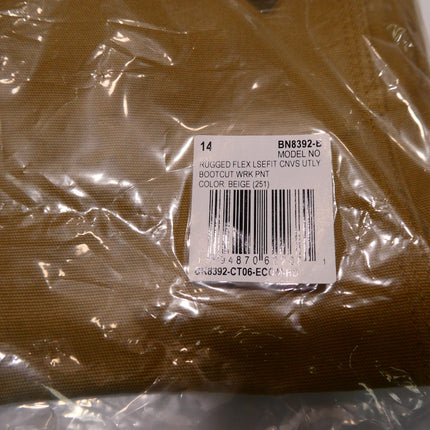 14 BN8392-B
MODEL NO
RUGGED FLEX LSEFIT CNVS UTLY
BOOTCUT WRK PNT
COLOR: BEIGE (251)